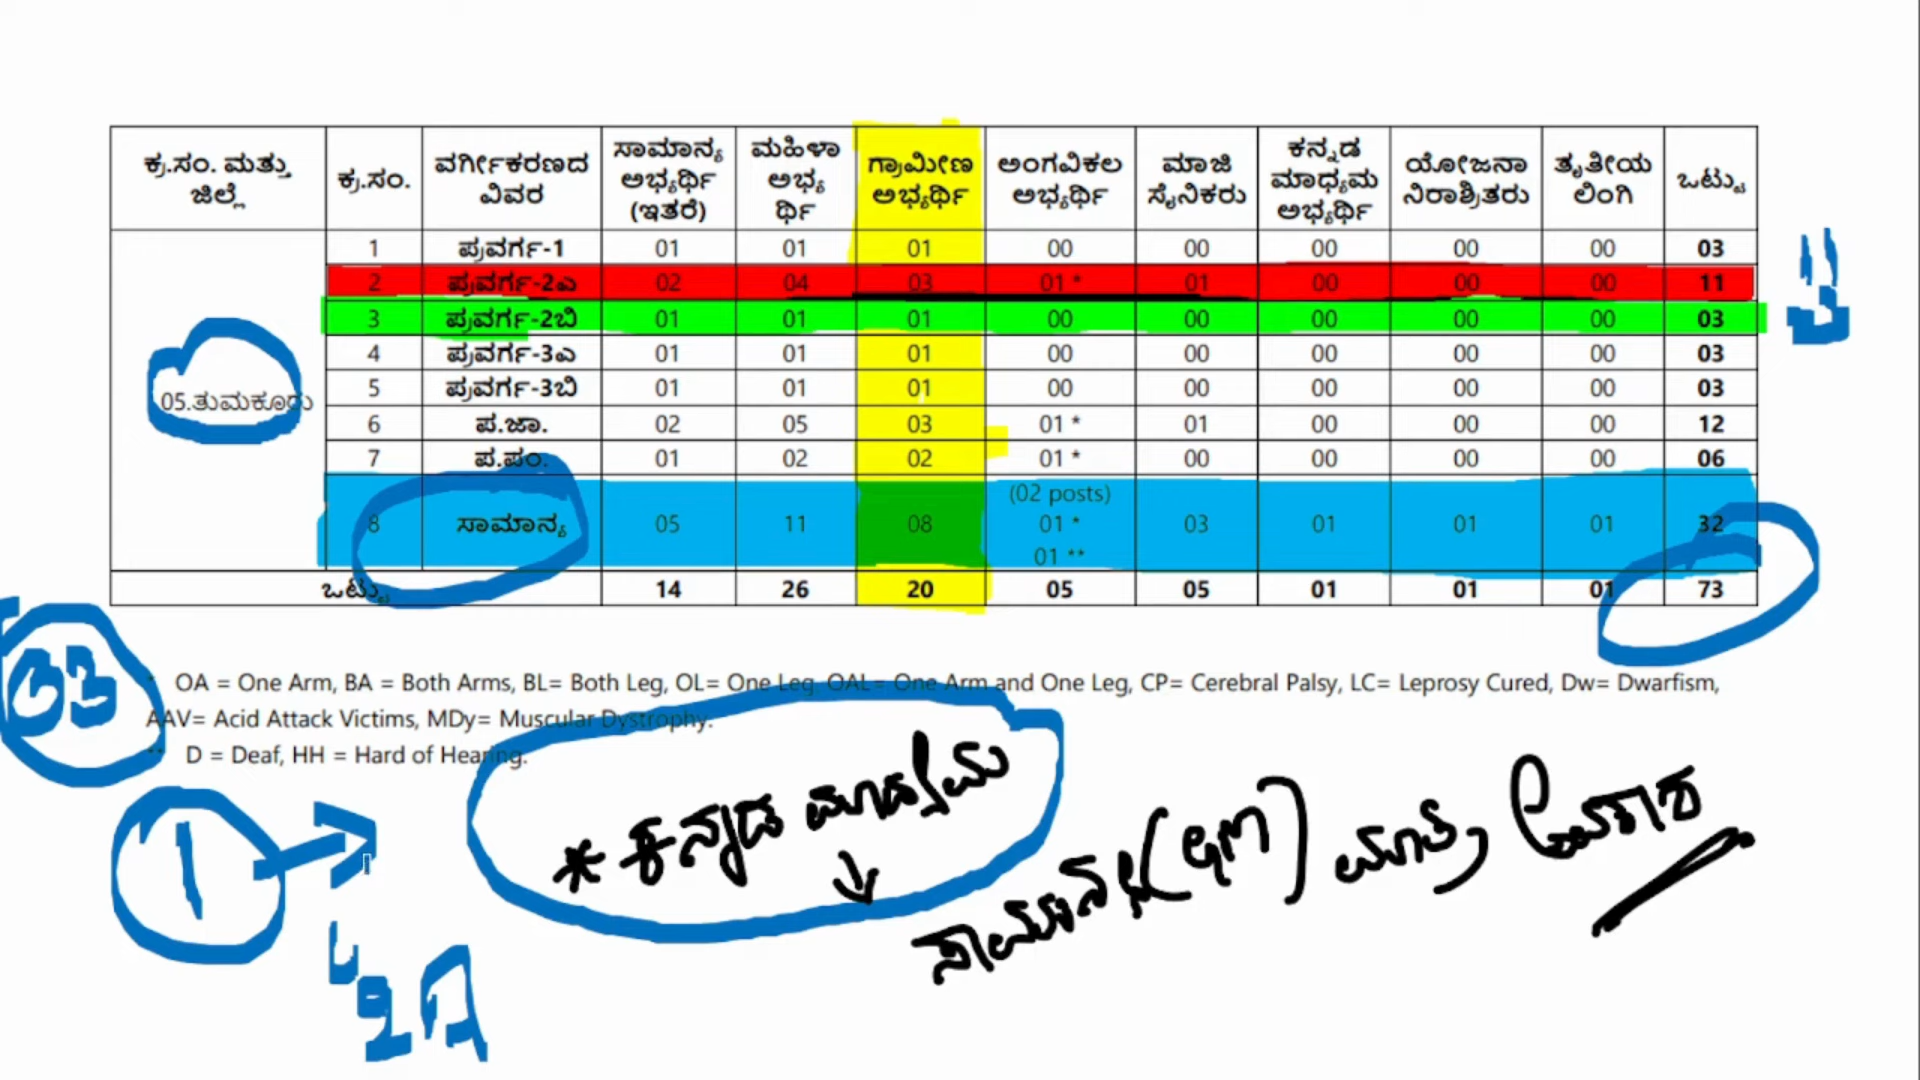 ಕ್ರ.ಸಂ. ಮತ್ತು ಜಿಲ್ಲೆ ಕ್ರ.ಸಂ. ವರ್ಗೀಕರಣದ ವಿವರ ಸಾಮಾನ್ಯ ಅಭ್ಯರ್ಥಿ (ಇತರೆ) ಮಹಿಳಾ ಅಭ್ಯರ್ಥಿ ಗ್ರಾಮೀಣ ಅಭ್ಯರ್ಥಿ ಅಂಗವಿಕಲ ಅಭ್ಯರ್ಥಿ ಮಾಜಿ ಸೈನಿಕರು ಕನ್ನಡ ಮಾಧ್ಯಮ ಅಭ್ಯರ್ಥಿ ಯೋಜನಾ ನಿರಾಶ್ರಿತರು ತೃತೀಯ ಲಿಂಗಿ ಒಟ್ಟು
1 ಪ್ರವರ್ಗ-1 01 01 01 00 00 00 00 00 03
2 ಪ್ರವರ್ಗ-2ಎ 02 04 03 01 * 01 00 00 00 11
3 ಪ್ರವರ್ಗ-2ಬಿ 01 01 01 00 00 00 00 00 03
4 ಪ್ರವರ್ಗ-3ಎ 01 01 01 00 00 00 00 00 03
5 ಪ್ರವರ್ಗ-3ಬಿ 01 01 01 00 00 00 00 00 03
05.ತುಮಕೂರು
6 ಪ.ಜಾ. 02 05 03 01 * 01 00 00 00 12
7 ಪ.ಪಂ. 01 02 02 01 * 00 00 00 00 06
8 ಸಾಮಾನ್ಯ 05 11 08 (02 posts) 01 * 01 ** 03 01 01 01 32
ಒಟ್ಟು 14 26 20 05 05 01 01 01 73
03
* OA = One Arm, BA = Both Arms, BL= Both Leg, OL= One Leg, OAL= One Arm and One Leg, CP= Cerebral Palsy, LC= Leprosy Cured, Dw= Dwarfism,
AAV= Acid Attack Victims, MDy= Muscular Dystrophy.
** D = Deaf, HH = Hard of Hearing.
* ಕನ್ನಡ ಮಾಧ್ಯಮ
ಸಾಮಾನ್ಯ (GM) ಮಾತ್ರ
1
2A